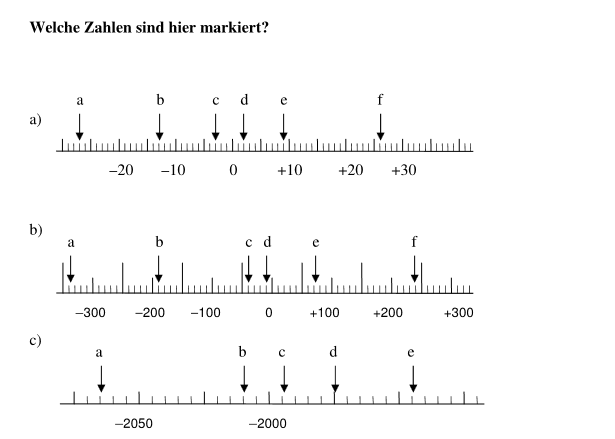 Welche Zahlen sind hier markiert?
a b c d e f
a)
–20 –10 0 +10 +20 +30
b)
a b c d e f
–300 –200 –100 0 +100 +200 +300
c)
a b c d e
–2050 –2000